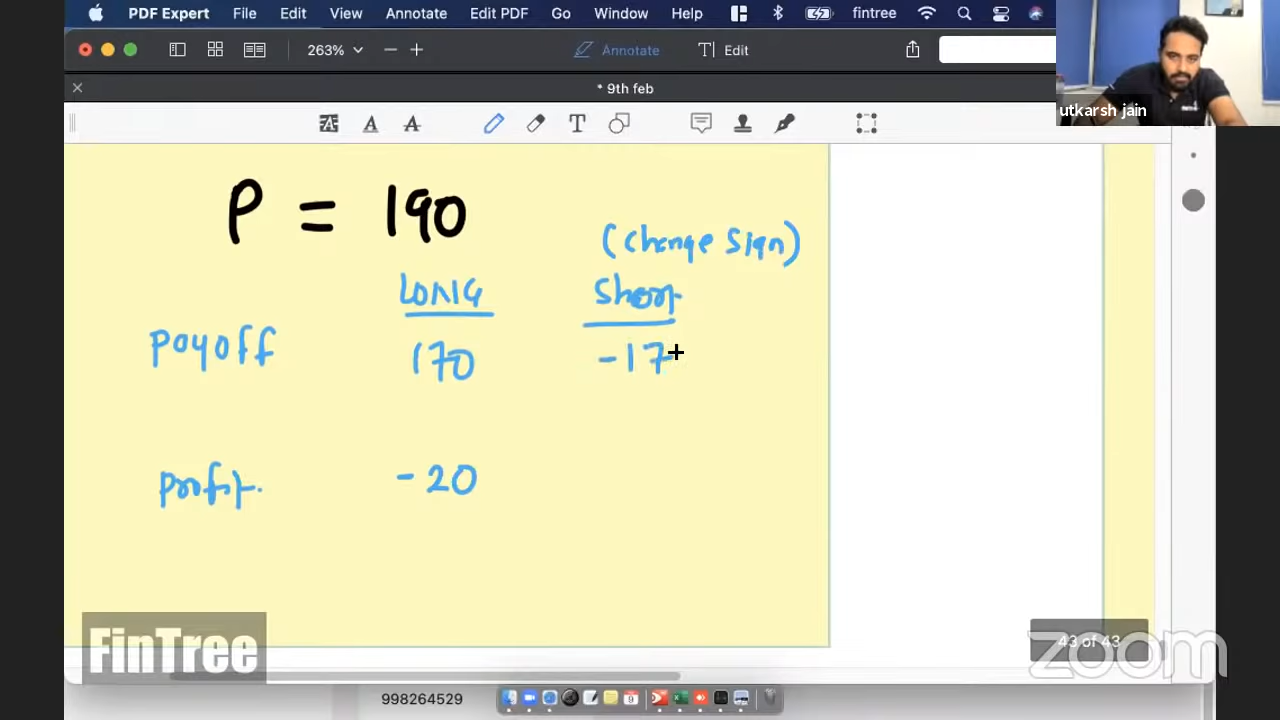 PDF Expert File Edit View Annotate Edit PDF Go Window Help fintree
263% Annotate T Edit
utkarsh jain
* 9th feb
P = 190
(change sign)
LONG Short
payoff 170 -17
profit. -20
FinTree
43 of 43
zoom
998264529